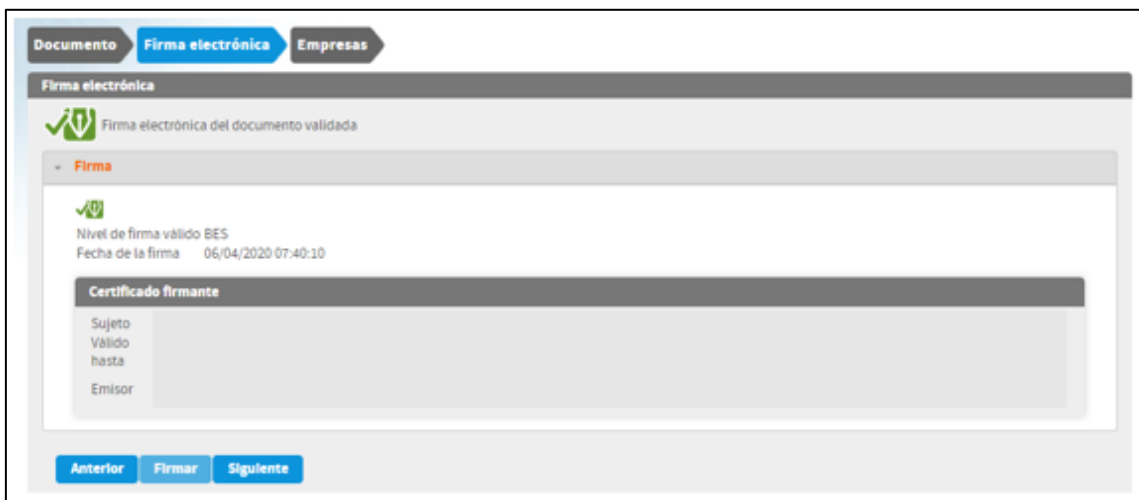 Documento Firma electrónica Empresas
Firma electrónica
Firma electrónica del documento validada
Firma
Nivel de firma válido BES
Fecha de la firma 06/04/2020 07:40:10
Certificado firmante
Sujeto
Válido
hasta
Emisor
Anterior Firmar Siguiente